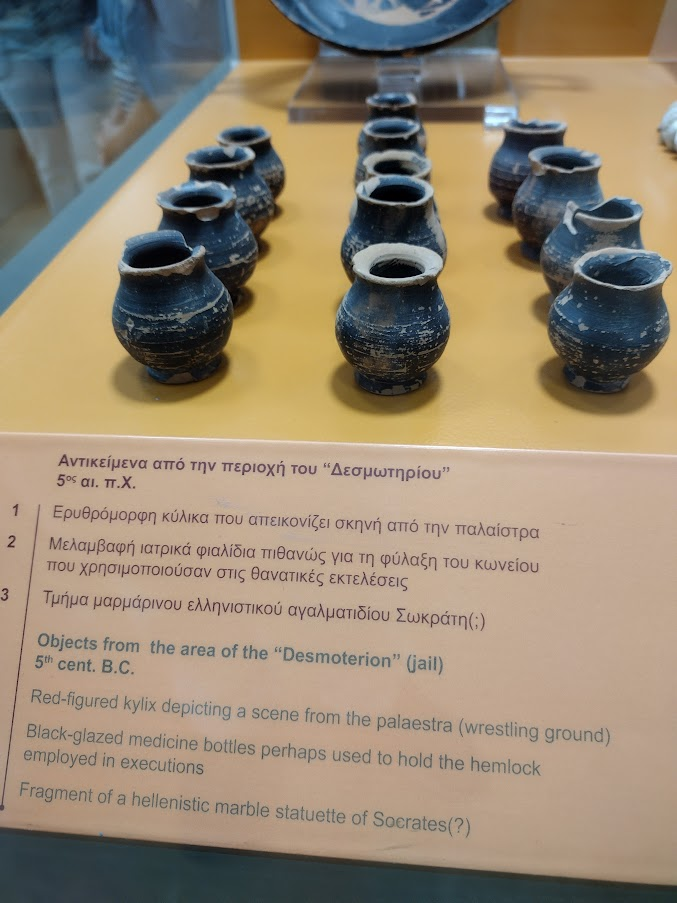 Αντικείμενα από την περιοχή του “Δεσμωτηρίου”
5ος αι. π.Χ.
1 Ερυθρόμορφη κύλικα που απεικονίζει σκηνή από την παλαίστρα
2 Μελαμβαφή ιατρικά φιαλίδια πιθανώς για τη φύλαξη του κωνείου
που χρησιμοποιούσαν στις θανατικές εκτελέσεις
3 Τμήμα μαρμάρινου ελληνιστικού αγαλματιδίου Σωκράτη(;)
Objects from the area of the “Desmoterion” (jail)
5th cent. B.C.
Red-figured kylix depicting a scene from the palaestra (wrestling ground)
Black-glazed medicine bottles perhaps used to hold the hemlock
employed in executions
Fragment of a hellenistic marble statuette of Socrates(?)